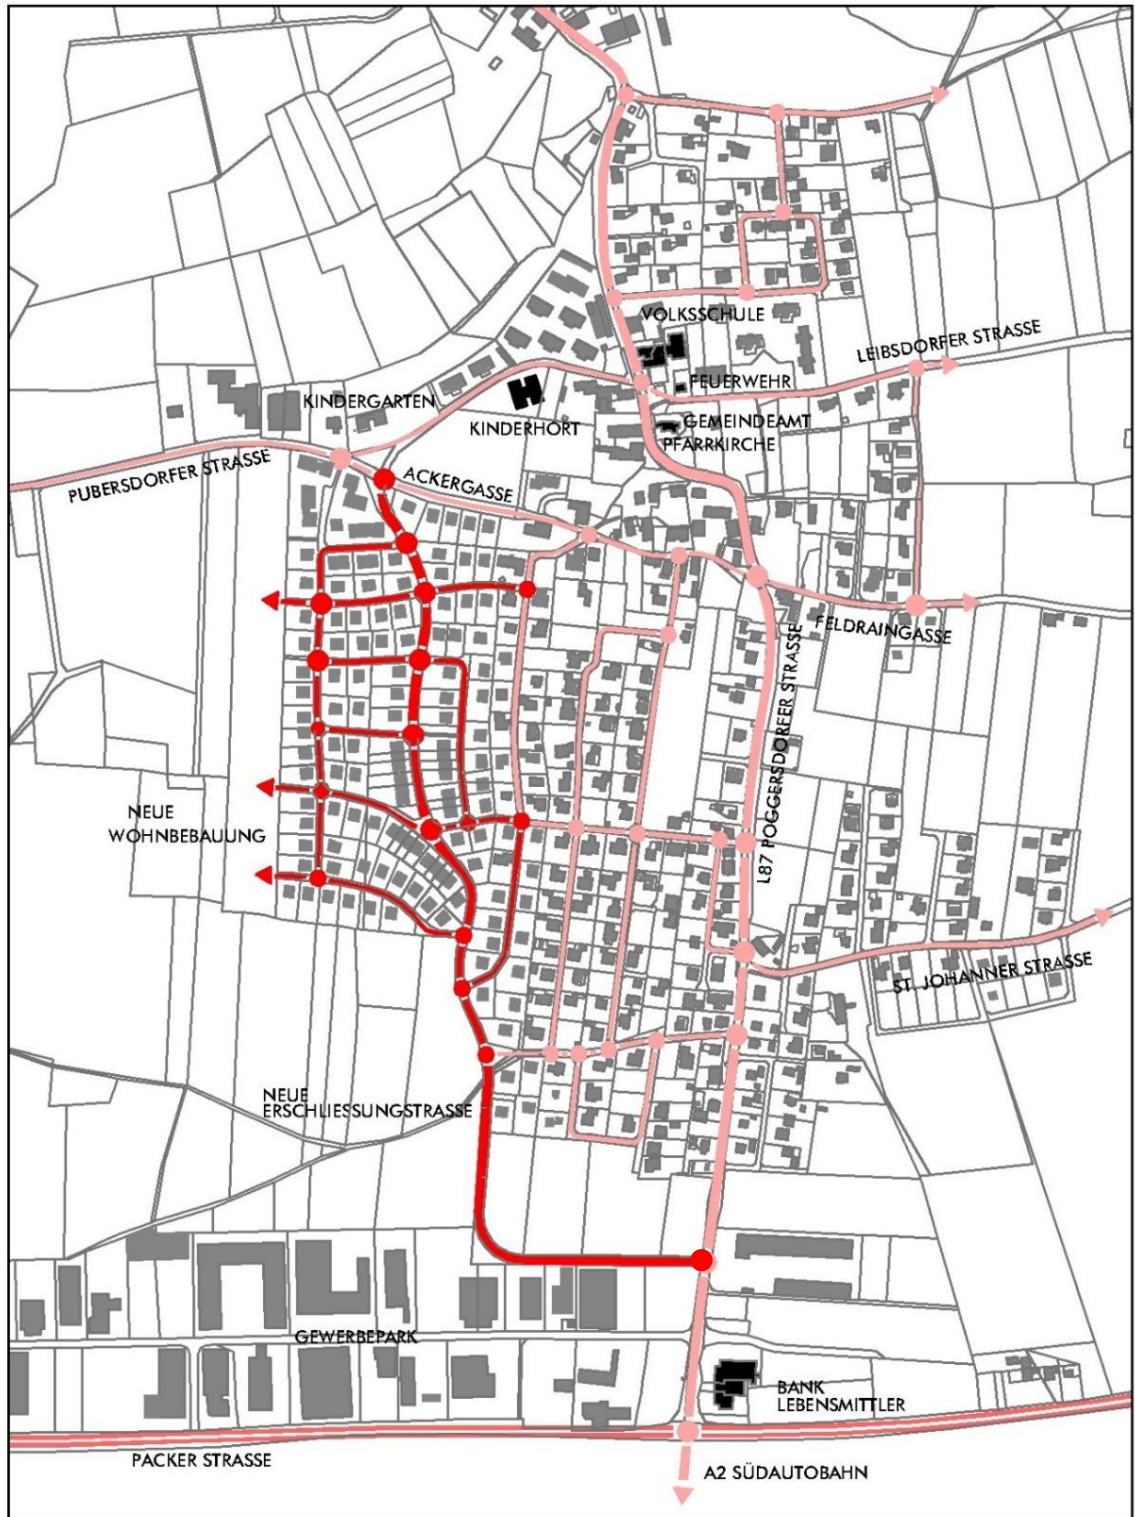 VOLKSSCHULE
LEIBSDORFER STRASSE
FEUERWEHR
KINDERGARTEN
KINDERHORT
GEMEINDEAMT
PFARRKIRCHE
PUBERSDORFER STRASSE
ACKERGASSE
FELDRAINGASSE
L87 POGGERSDORFER STRASSE
NEUE
WOHNBEBAUUNG
ST. JOHANNER STRASSE
NEUE
ERSCHLIESSUNGSTRASSE
GEWERBEPARK
BANK
LEBENSMITTLER
PACKER STRASSE
A2 SÜDAUTOBAHN